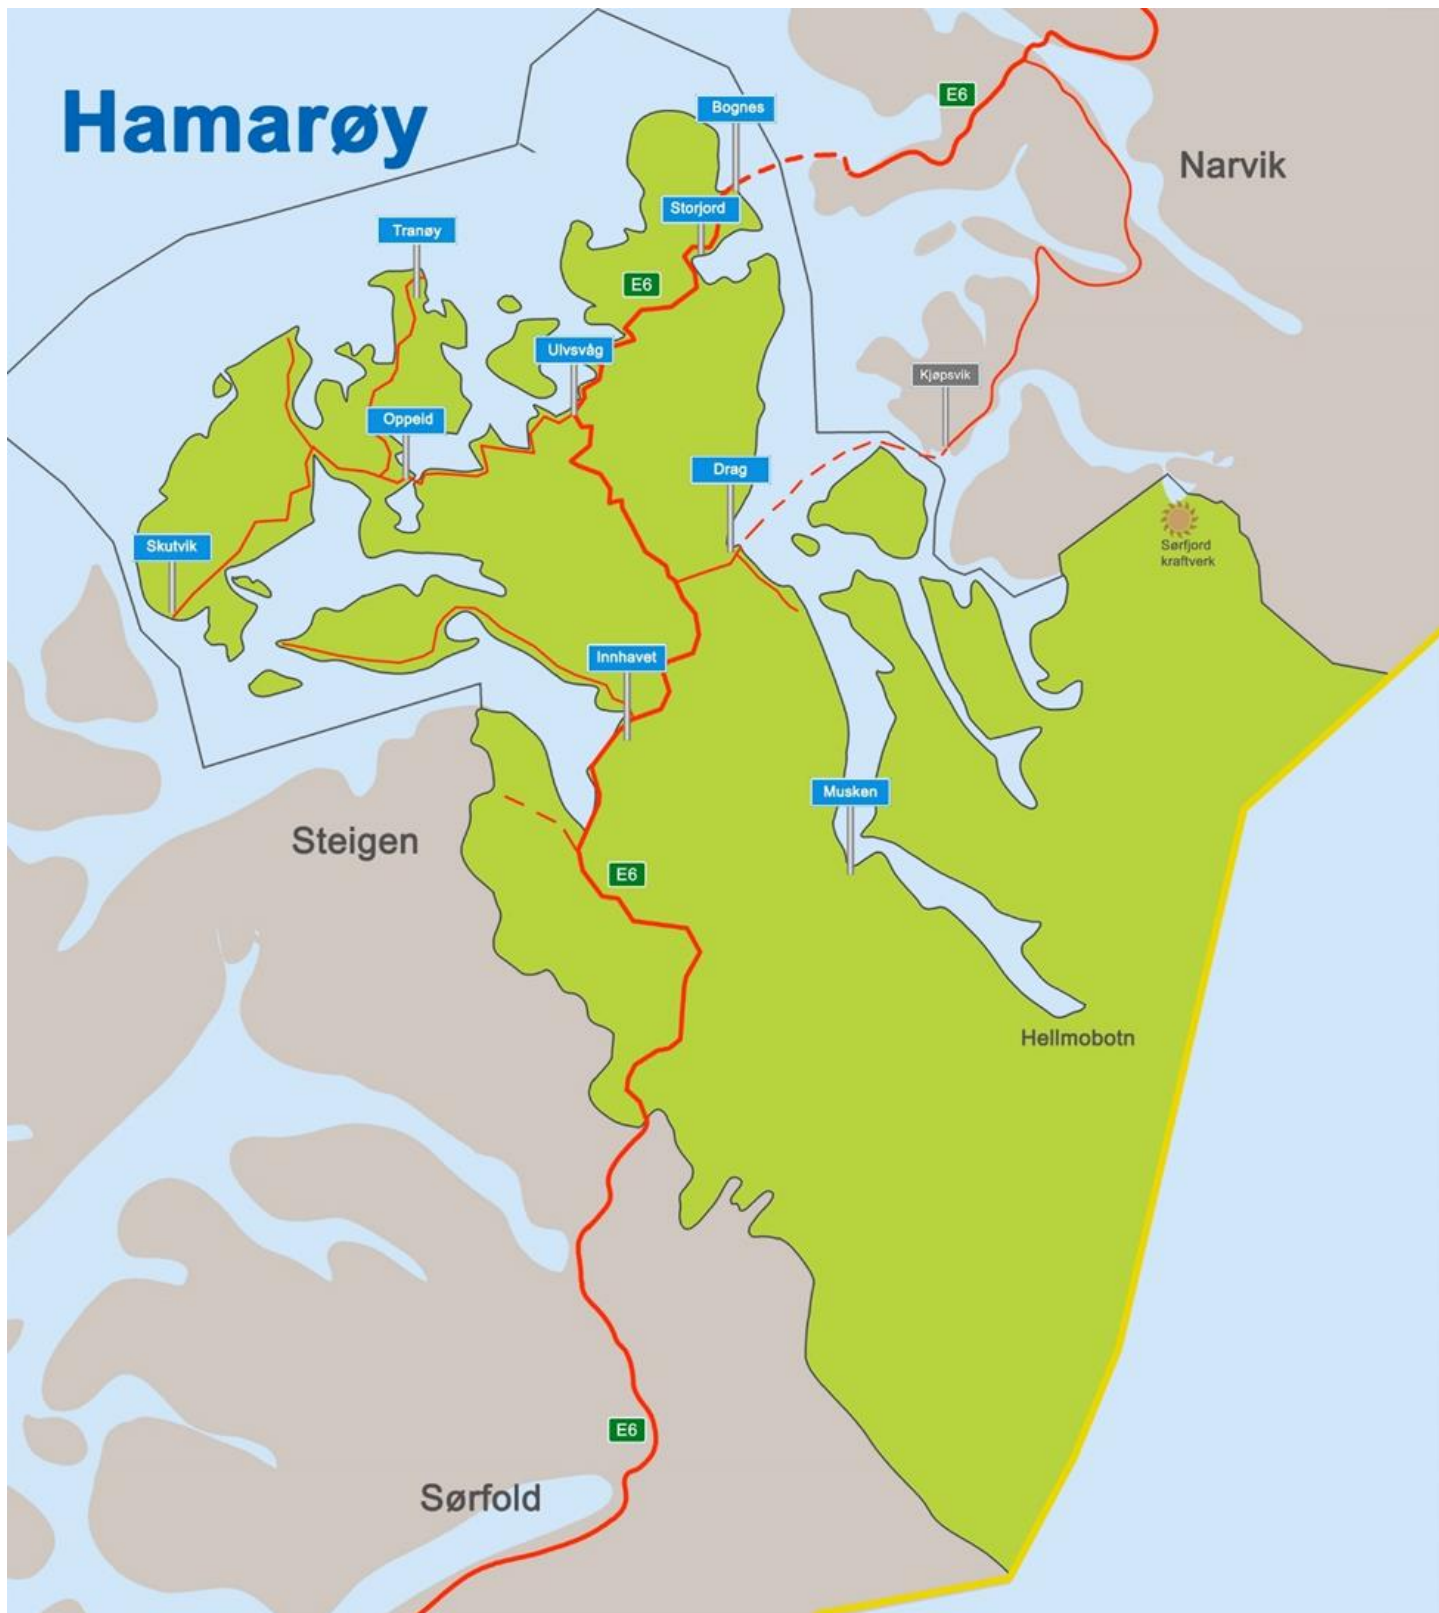 Hamarøy
Bognes
E6
Narvik
Storjord
Tranøy
E6
Ulvsvåg
Kjøpsvik
Oppeid
Drag
Skutvik
Sørfjord
kraftverk
Innhavet
Musken
Steigen
E6
Hellmobotn
E6
Sørfold